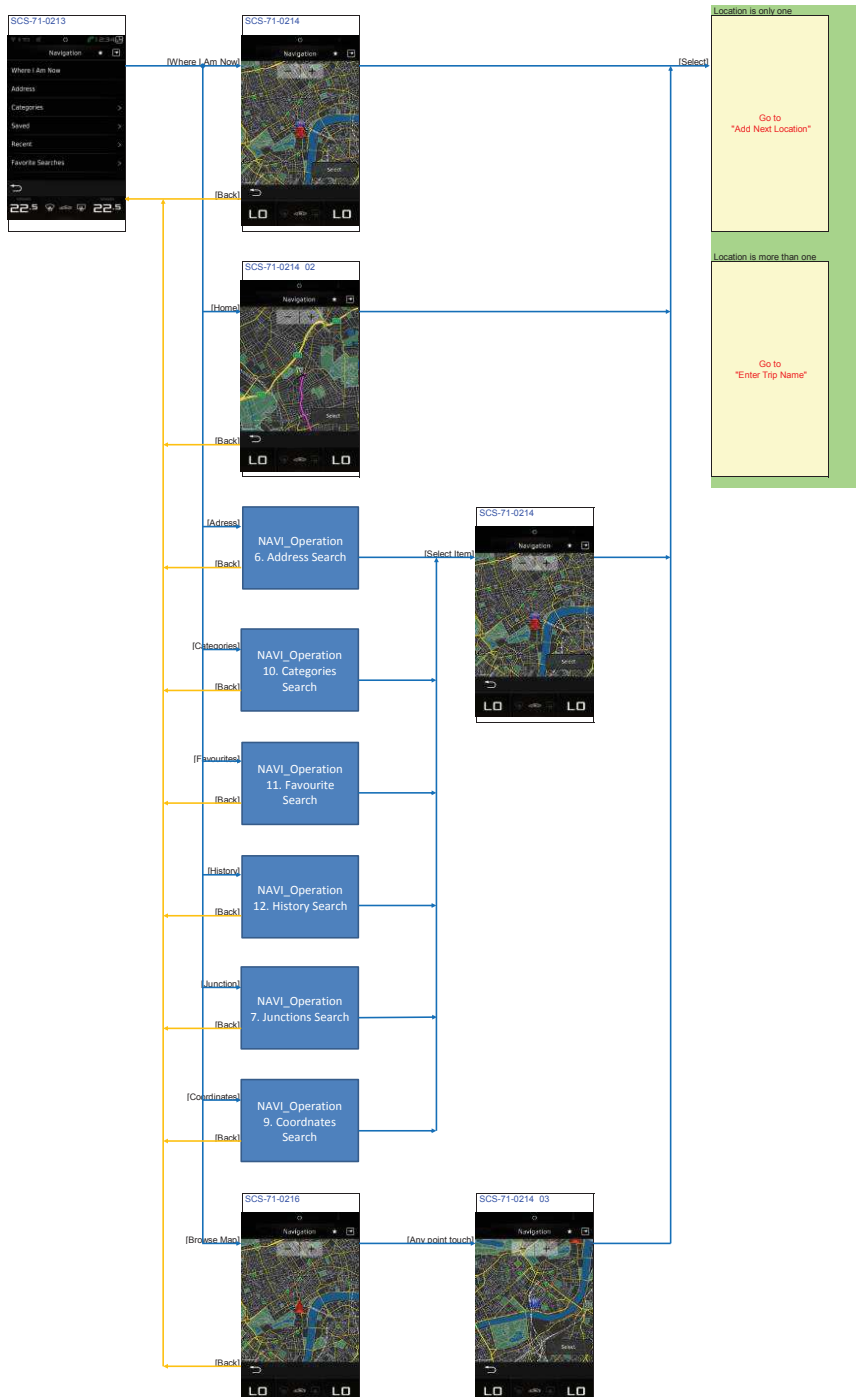 SCS-71-0213
12:34
Navigation
Where I Am Now
Address
Categories
Saved
Recent
Favorite Searches
22.5 22.5
[Where I Am Now]
SCS-71-0214
Navigation
Select
[Back]
LO LO
[Select]
Location is only one
Go to
"Add Next Location"
[Home]
SCS-71-0214 02
Navigation
Select
[Back]
LO LO
Location is more than one
Go to
"Enter Trip Name"
[Adress]
NAVI_Operation
6. Address Search
[Back]
[Select Item]
SCS-71-0214
Navigation
Select
LO LO
[Categories]
NAVI_Operation
10. Categories
Search
[Back]
[Favourites]
NAVI_Operation
11. Favourite
Search
[Back]
[History]
NAVI_Operation
12. History Search
[Back]
[Junction]
NAVI_Operation
7. Junctions Search
[Back]
[Coordinates]
NAVI_Operation
9. Coordnates
Search
[Back]
[Browse Map]
SCS-71-0216
Navigation
[Back]
LO LO
[Any point touch]
SCS-71-0214 03
Navigation
Select
LO LO